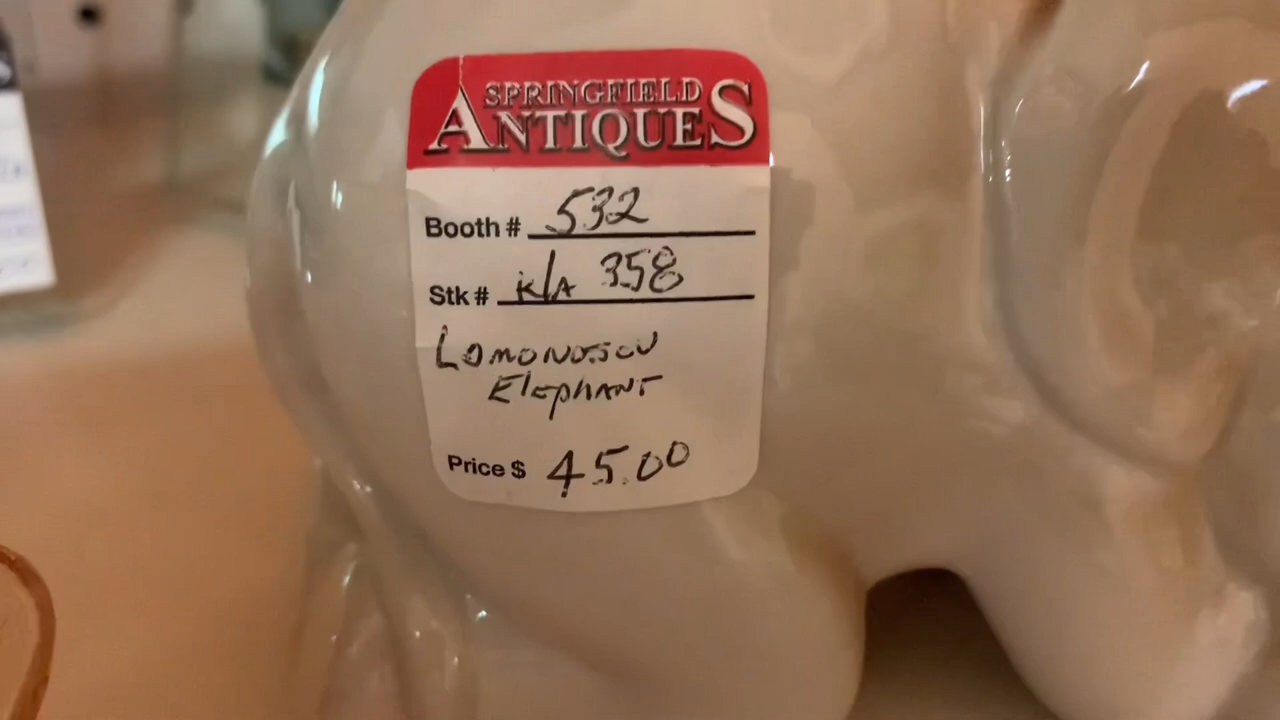 SPRINGFIELD
ANTIQUES
Booth # 532
Stk # K/A 358
LOMONOSOV
ElEpHANT
Price $ 45.00